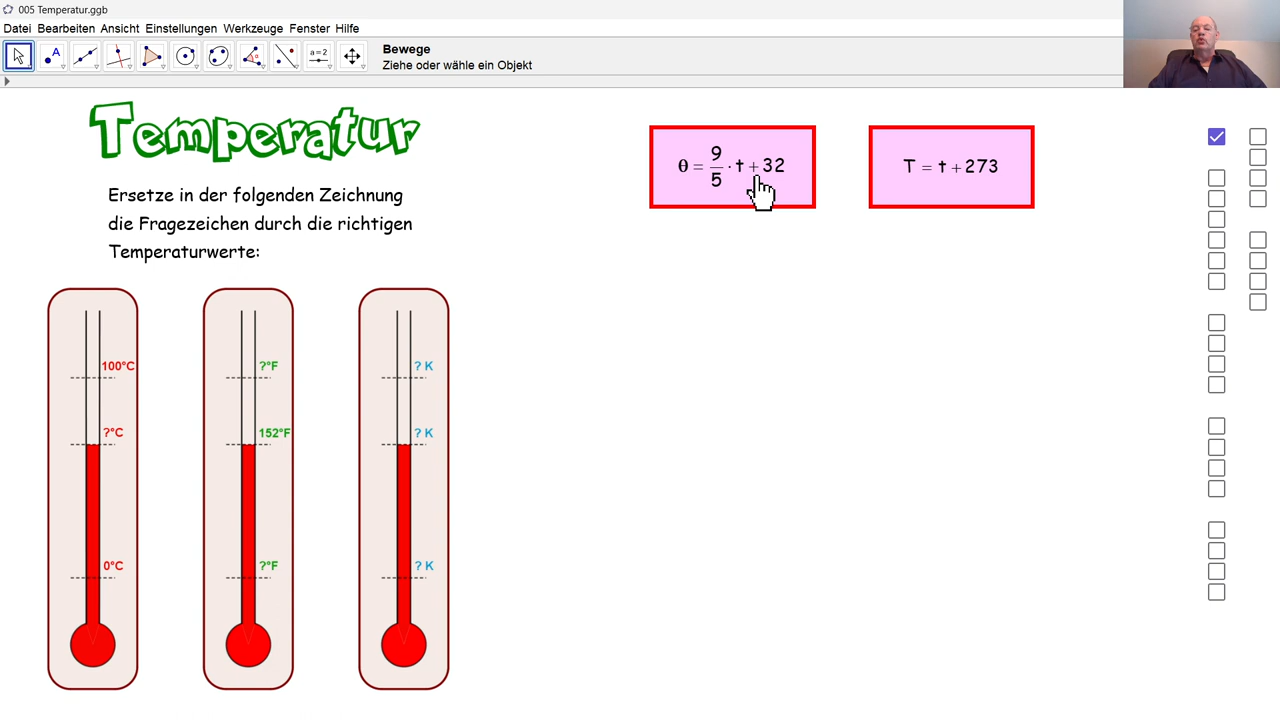 005 Temperatur.ggb
Datei Bearbeiten Ansicht Einstellungen Werkzeuge Fenster Hilfe
A
a=2
Bewege
Ziehe oder wähle ein Objekt
Temperatur
Ersetze in der folgenden Zeichnung
die Fragezeichen durch die richtigen
Temperaturwerte:
θ = 9/5 · t + 32
T = t + 273
100°C
?°C
0°C
?°F
152°F
?°F
? K
? K
? K